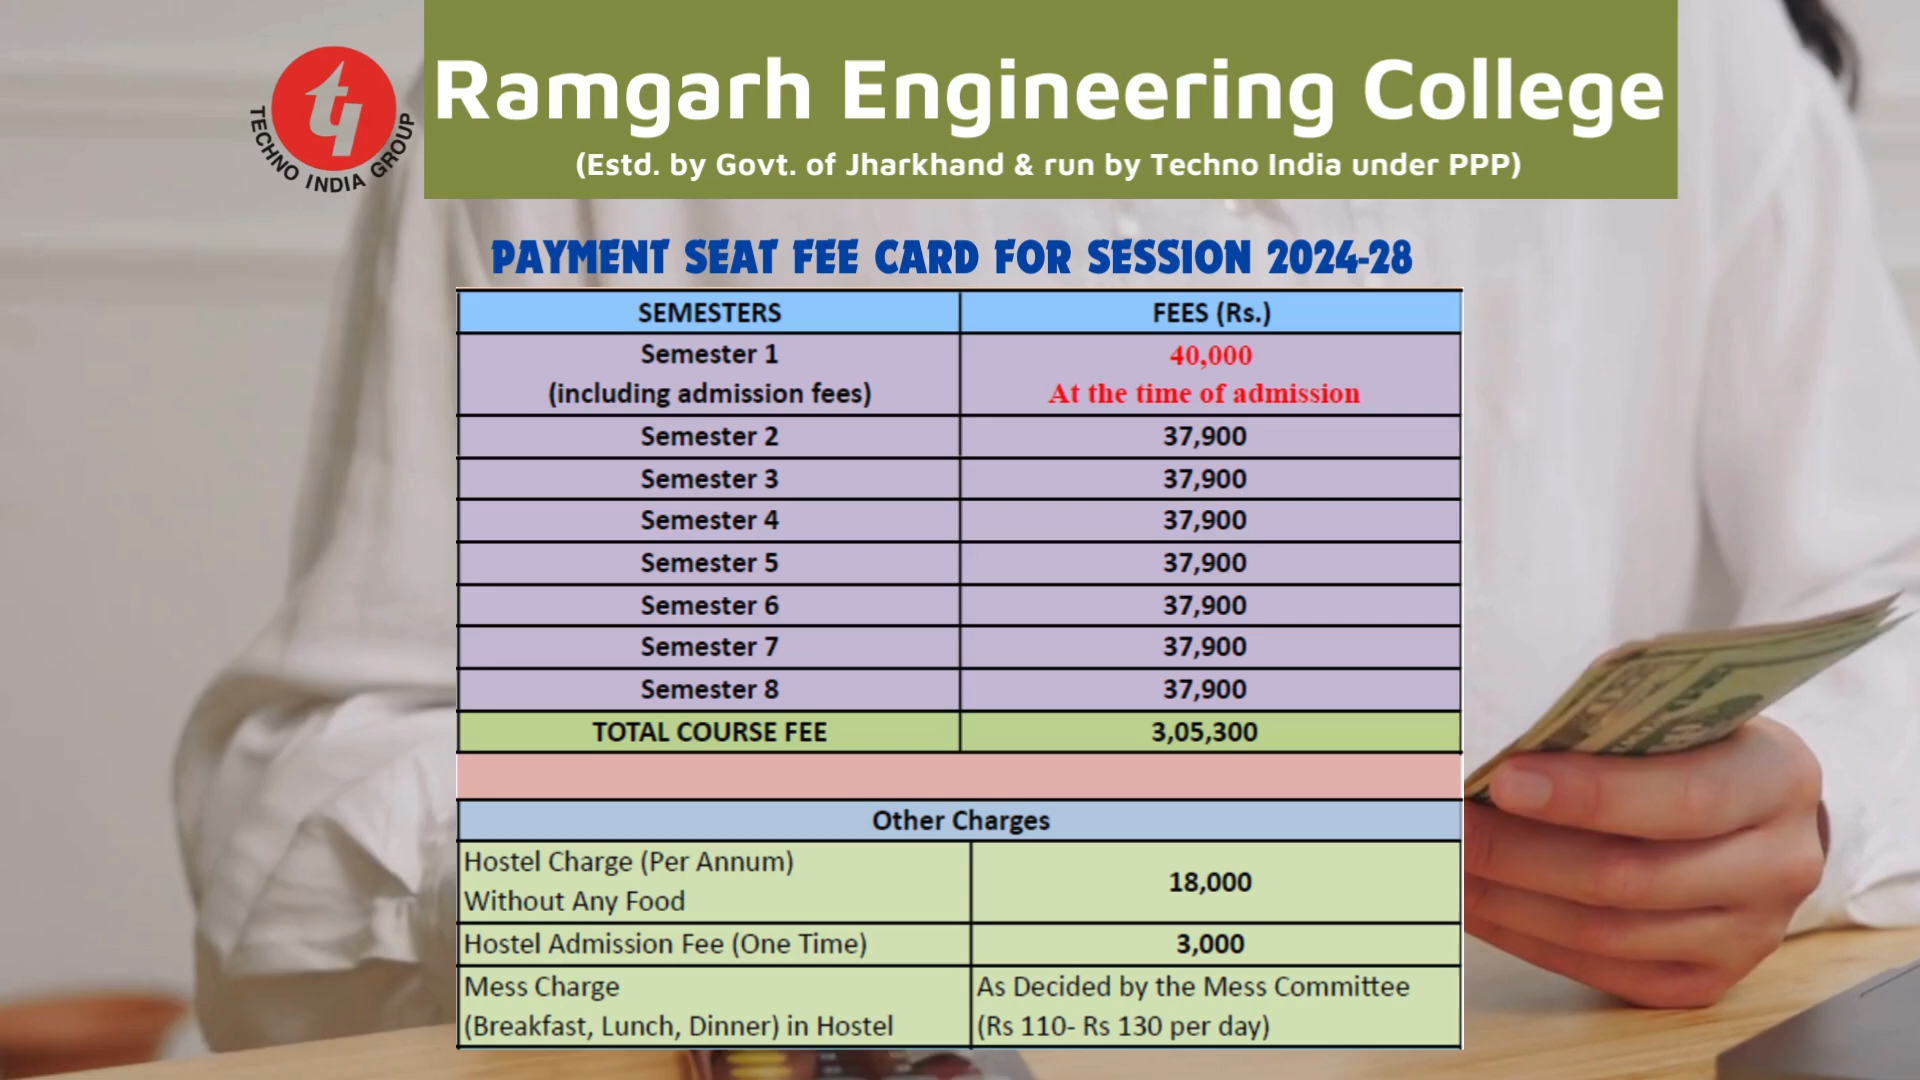 TECHNO INDIA GROUP
Ramgarh Engineering College
(Estd. by Govt. of Jharkhand & run by Techno India under PPP)
PAYMENT SEAT FEE CARD FOR SESSION 2024-28
SEMESTERS FEES (Rs.)
Semester 1 40,000
(including admission fees) At the time of admission
Semester 2 37,900
Semester 3 37,900
Semester 4 37,900
Semester 5 37,900
Semester 6 37,900
Semester 7 37,900
Semester 8 37,900
TOTAL COURSE FEE 3,05,300
Other Charges
Hostel Charge (Per Annum)
Without Any Food 18,000
Hostel Admission Fee (One Time) 3,000
Mess Charge As Decided by the Mess Committee
(Breakfast, Lunch, Dinner) in Hostel (Rs 110- Rs 130 per day)